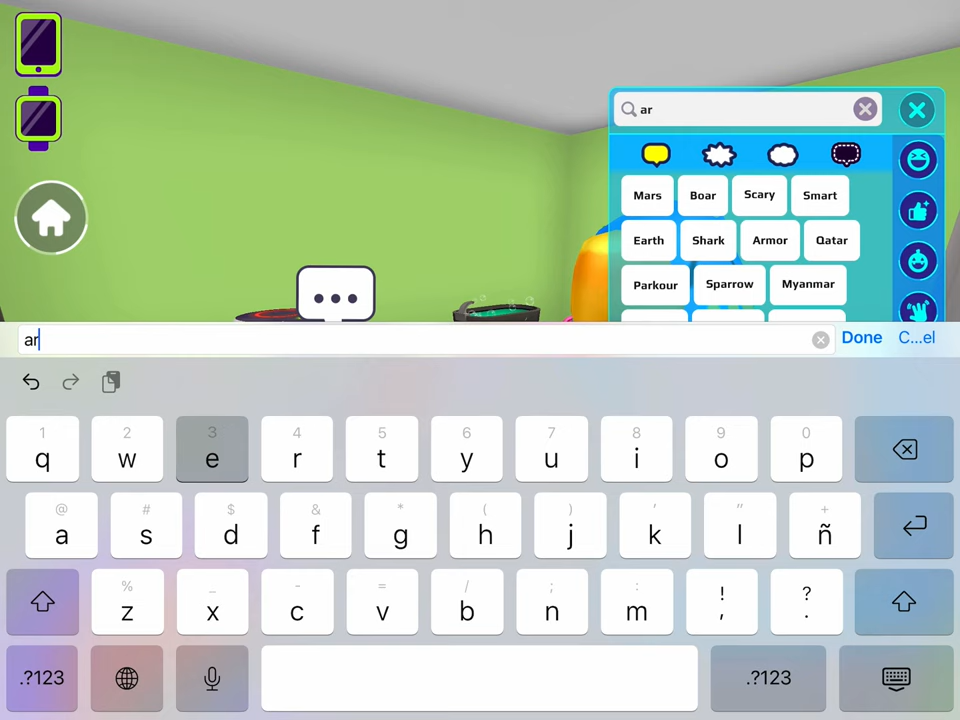 ar
Mars Boar Scary Smart
Earth Shark Armor Qatar
Parkour Sparrow Myanmar
ar Done C...el
1 2 3 4 5 6 7 8 9 0
q w e r t y u i o p
@ # $ & * ( ) ' " +
a s d f g h j k l ñ
% _ - = / ; : ! ?
z x c v b n m , .
.?123 .?123